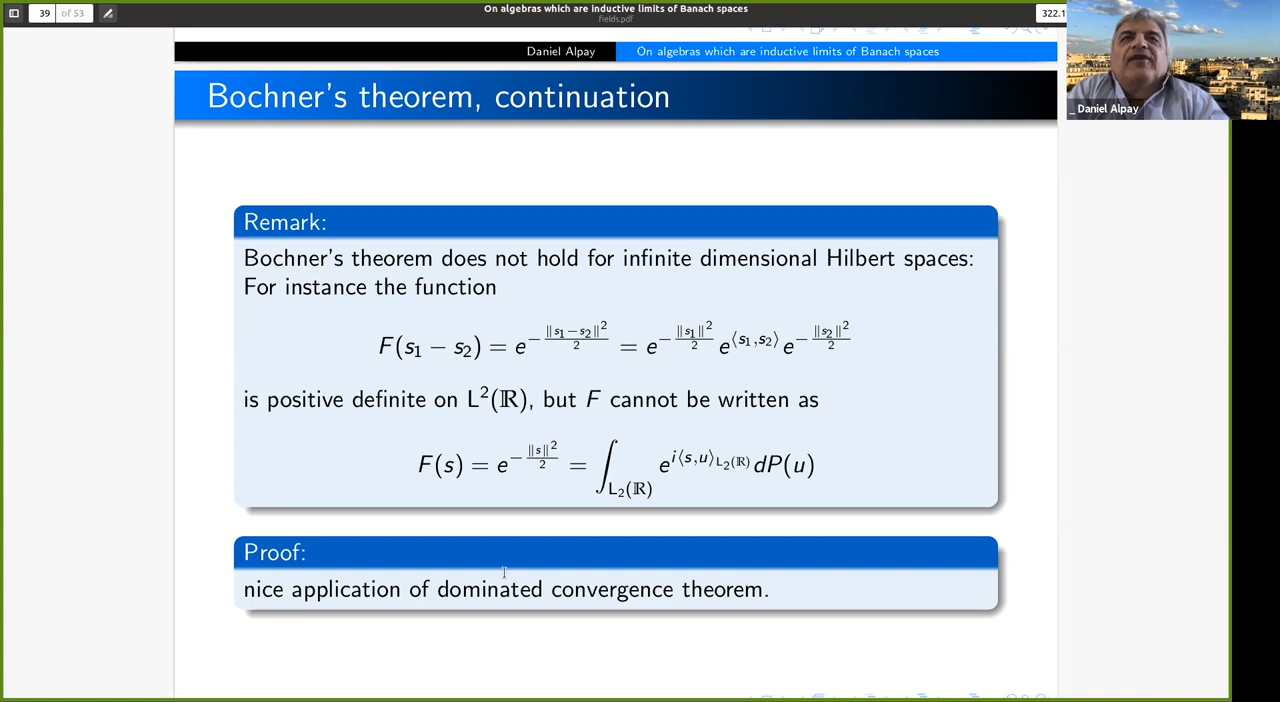 39 of 53
On algebras which are inductive limits of Banach spaces
fields.pdf
322.1
Daniel Alpay On algebras which are inductive limits of Banach spaces
_ Daniel Alpay
Bochner's theorem, continuation
Remark:
Bochner's theorem does not hold for infinite dimensional Hilbert spaces:
For instance the function
F(s₁ − s₂) = e^{−‖s₁−s₂‖²/2} = e^{−‖s₁‖²/2} e^{⟨s₁,s₂⟩} e^{−‖s₂‖²/2}
is positive definite on L²(ℝ), but F cannot be written as
F(s) = e^{−‖s‖²/2} = ∫_{L₂(ℝ)} e^{i⟨s,u⟩_{L₂(ℝ)}} dP(u)
Proof:
nice application of dominated convergence theorem.